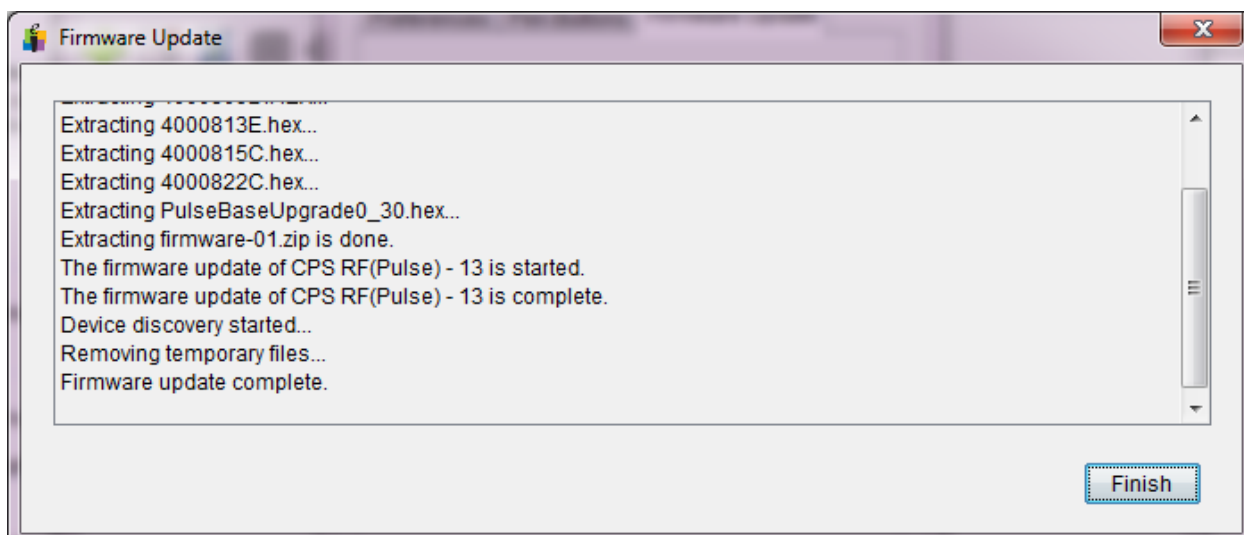 Firmware Update
Extracting 4000813E.hex...
Extracting 4000815C.hex...
Extracting 4000822C.hex...
Extracting PulseBaseUpgrade0_30.hex...
Extracting firmware-01.zip is done.
The firmware update of CPS RF(Pulse) - 13 is started.
The firmware update of CPS RF(Pulse) - 13 is complete.
Device discovery started...
Removing temporary files...
Firmware update complete.
Finish